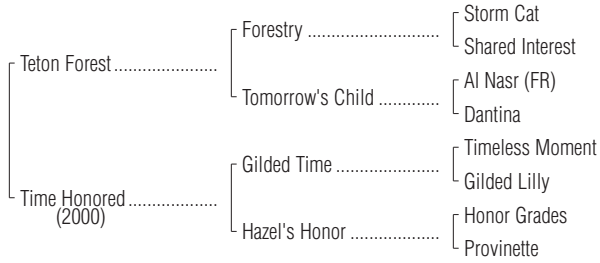 Storm Cat
Forestry ........................
Shared Interest
Teton Forest...................
Al Nasr (FR)
Tomorrow's Child ...........
Dantina
Timeless Moment
Gilded Time ...................
Gilded Lilly
Time Honored................
(2000)
Honor Grades
Hazel's Honor ................
Provinette